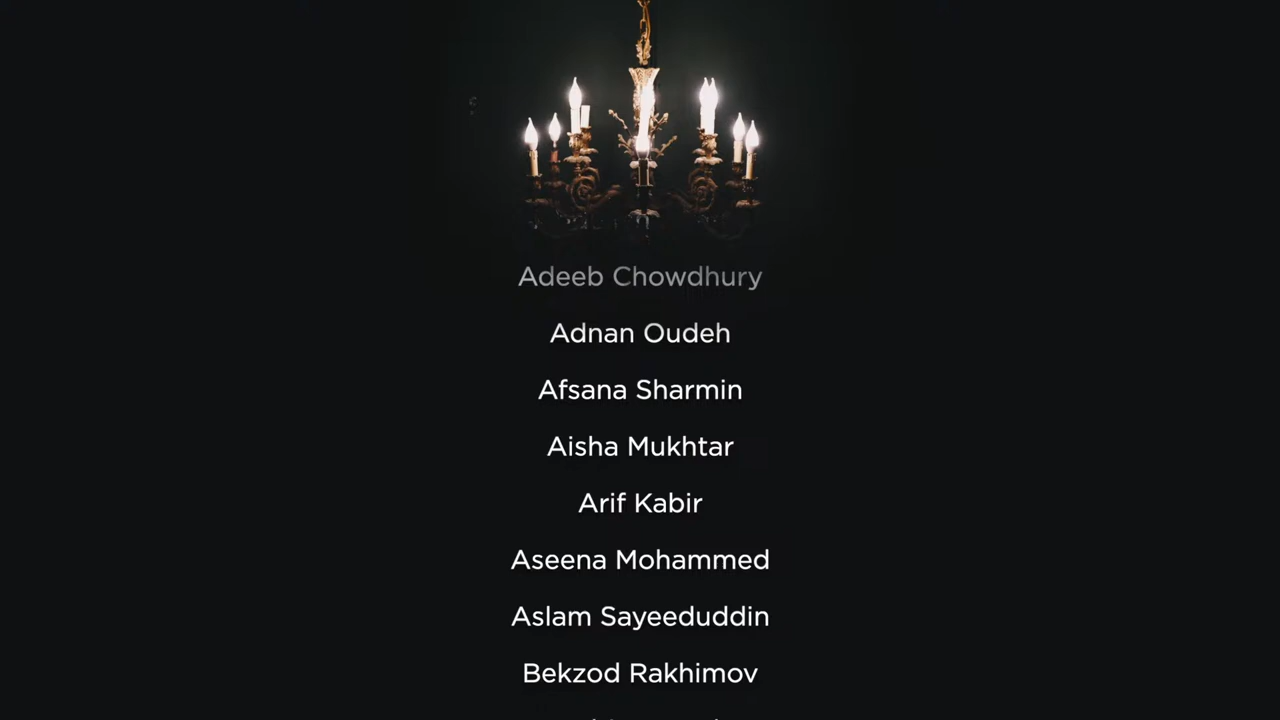 Adeeb Chowdhury
Adnan Oudeh
Afsana Sharmin
Aisha Mukhtar
Arif Kabir
Aseena Mohammed
Aslam Sayeeduddin
Bekzod Rakhimov